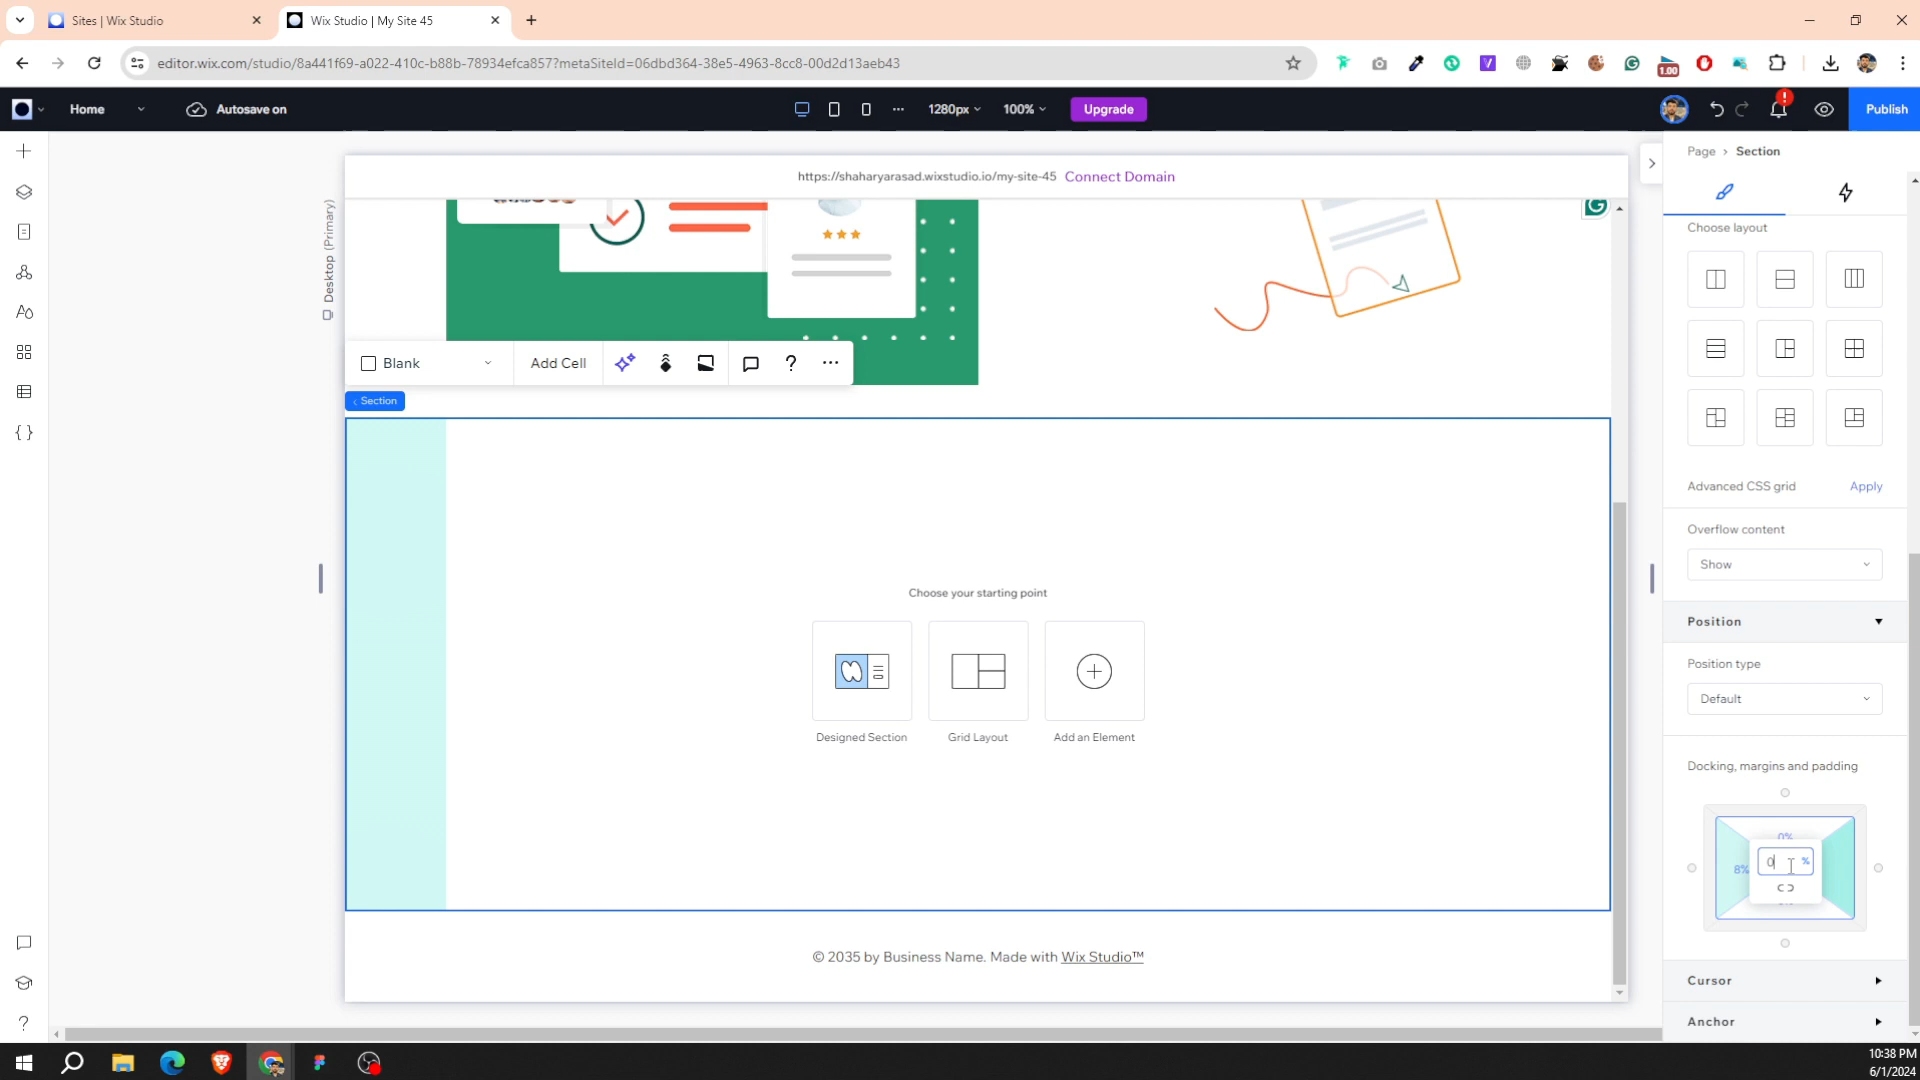 Sites | Wix Studio
Wix Studio | My Site 45
editor.wix.com/studio/8a441f69-a022-410c-b88b-78934efca857?metaSiteId=06dbd364-38e5-4963-8cc8-00d2d13aeb43
1.00
Home
Autosave on
1280px
100%
Upgrade
Publish
https://shaharyarasad.wixstudio.io/my-site-45 Connect Domain
Page > Section
Desktop (Primary)
Choose layout
Blank
Add Cell
Section
Advanced CSS grid
Apply
Overflow content
Show
Choose your starting point
Position
Position type
Default
Designed Section
Grid Layout
Add an Element
Docking, margins and padding
0%
0 %
8%
© 2035 by Business Name. Made with Wix Studio™
Cursor
Anchor
10:38 PM
6/1/2024